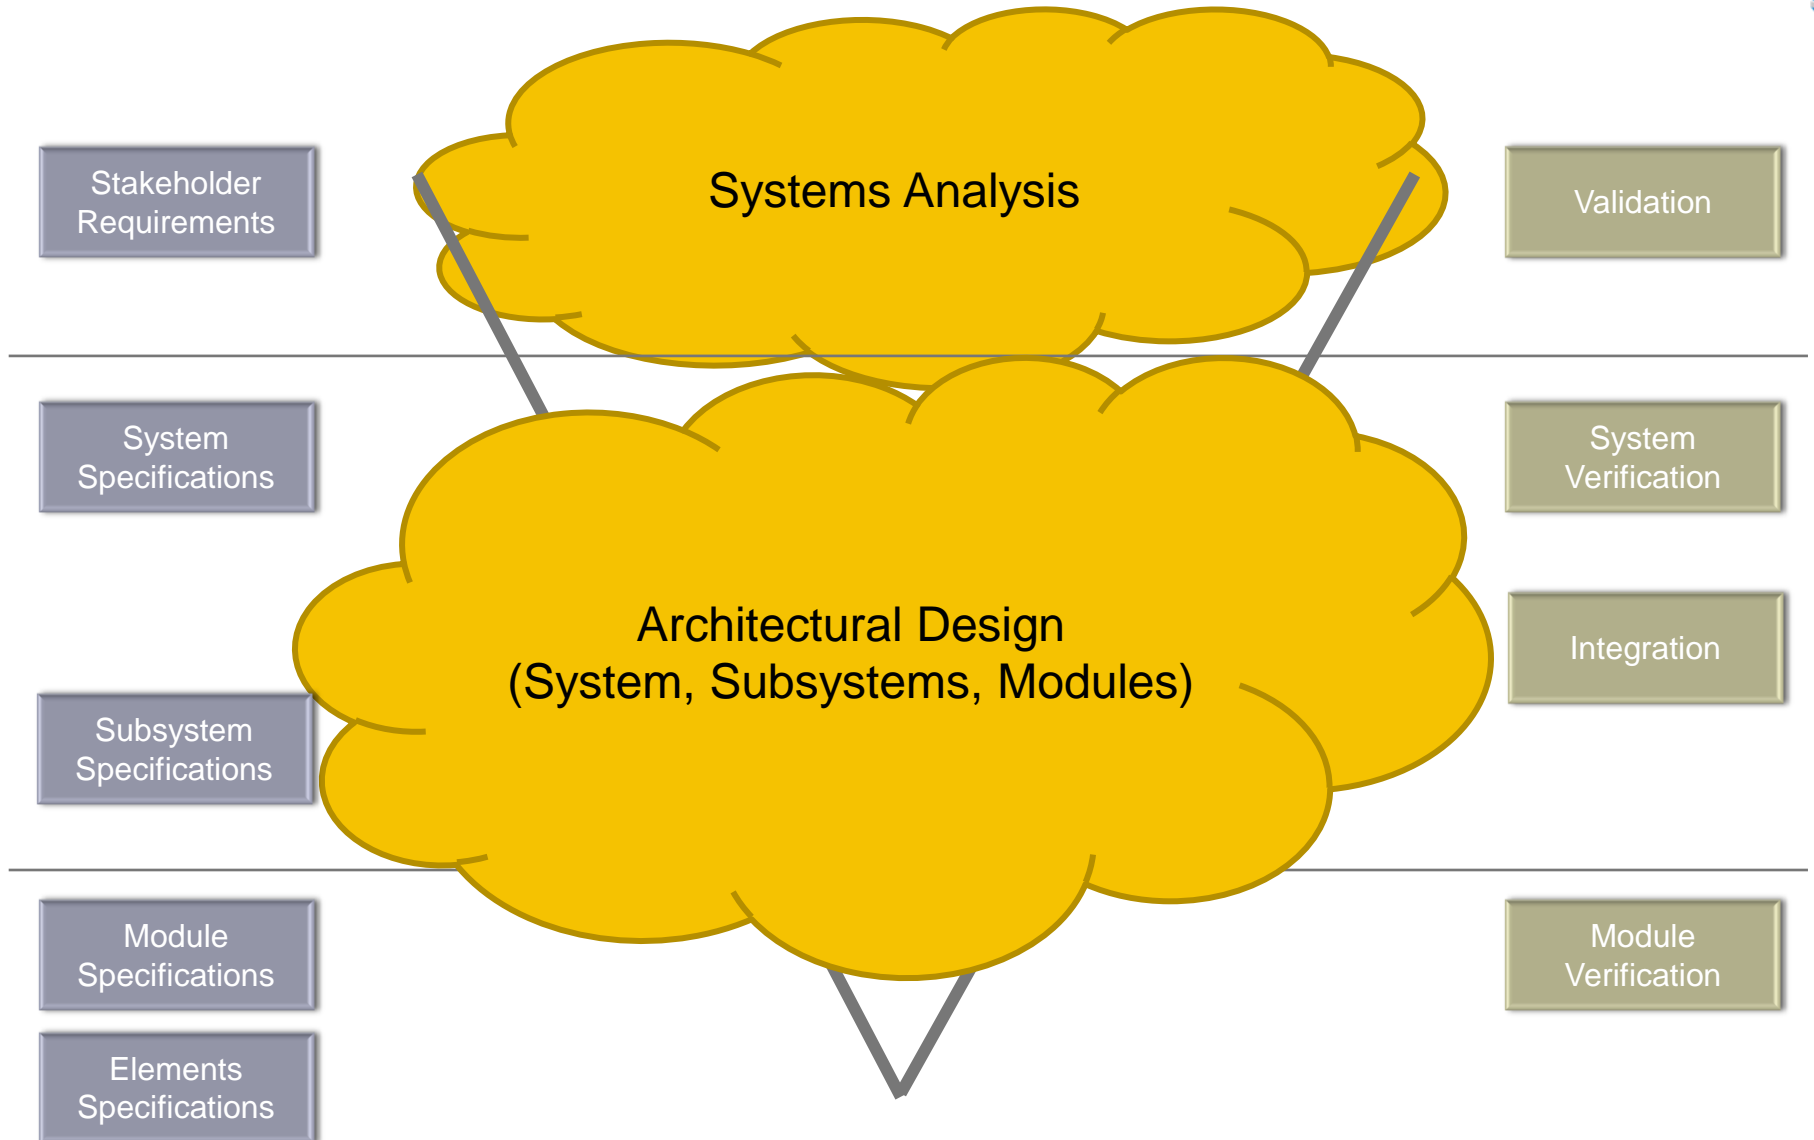 Systems Analysis
Stakeholder
Requirements
Validation
System
Specifications
System
Verification
Architectural Design
(System, Subsystems, Modules)
Integration
Subsystem
Specifications
Module
Specifications
Module
Verification
Elements
Specifications